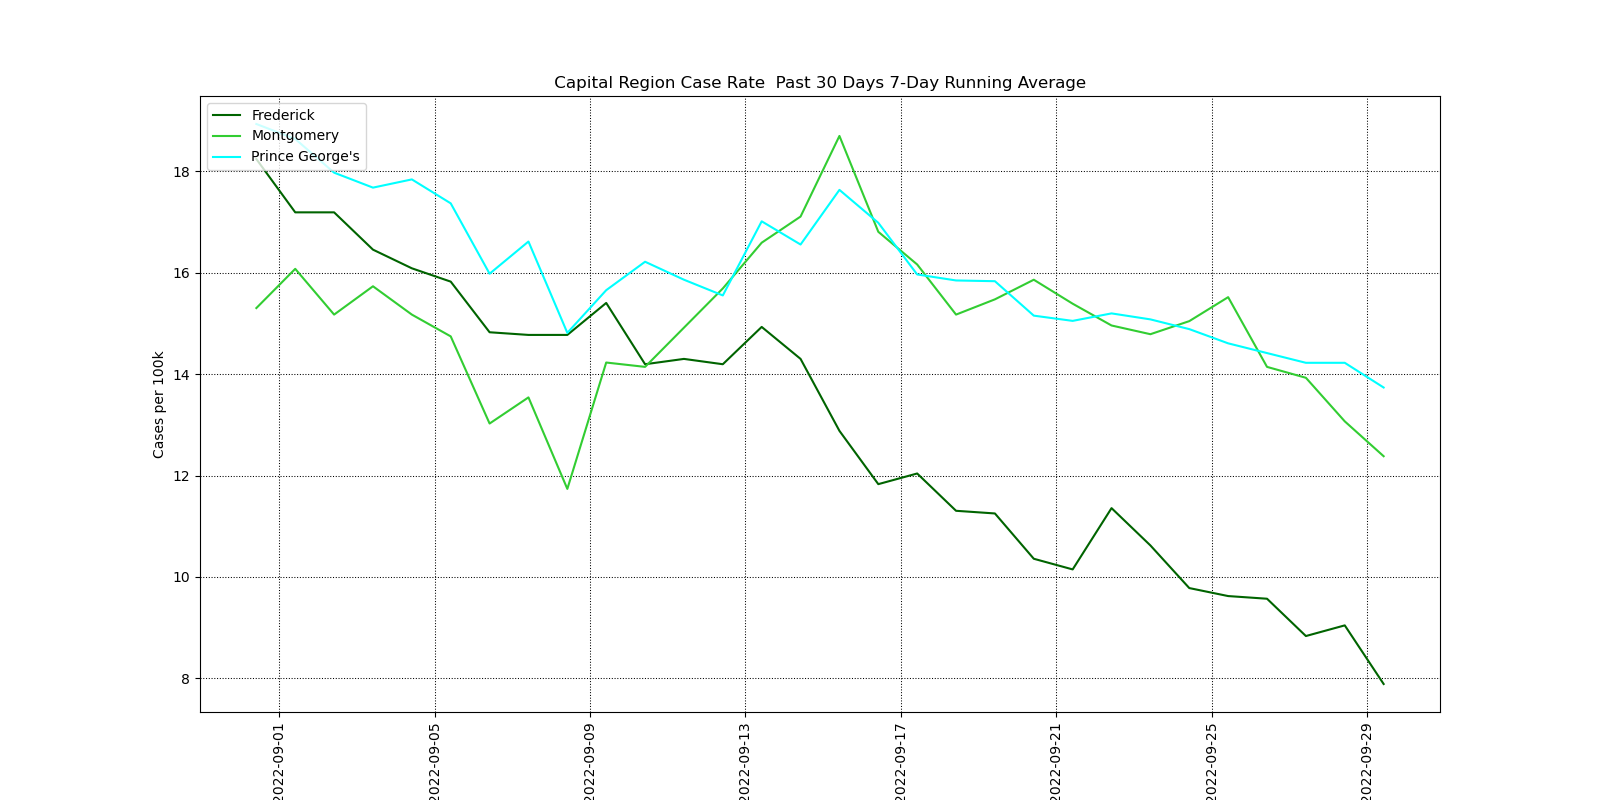 Capital Region Case Rate  Past 30 Days 7-Day Running Average
Frederick
Montgomery
Prince George's
Cases per 100k
18
16
14
12
10
8
2022-09-01
2022-09-05
2022-09-09
2022-09-13
2022-09-17
2022-09-21
2022-09-25
2022-09-29